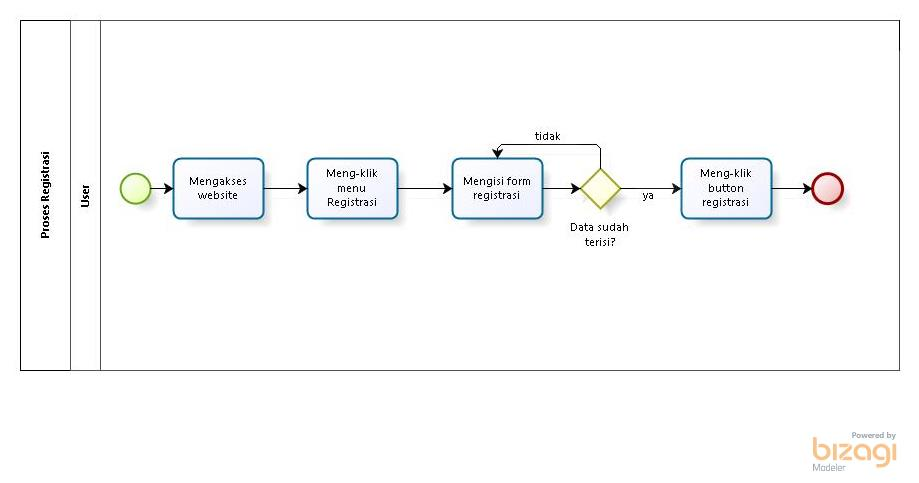 Proses Registrasi
User
Mengakses
website
Meng-klik
menu
Registrasi
Mengisi form
registrasi
tidak
Data sudah
terisi?
ya
Meng-klik
button
registrasi
Powered by
bizagi
Modeler